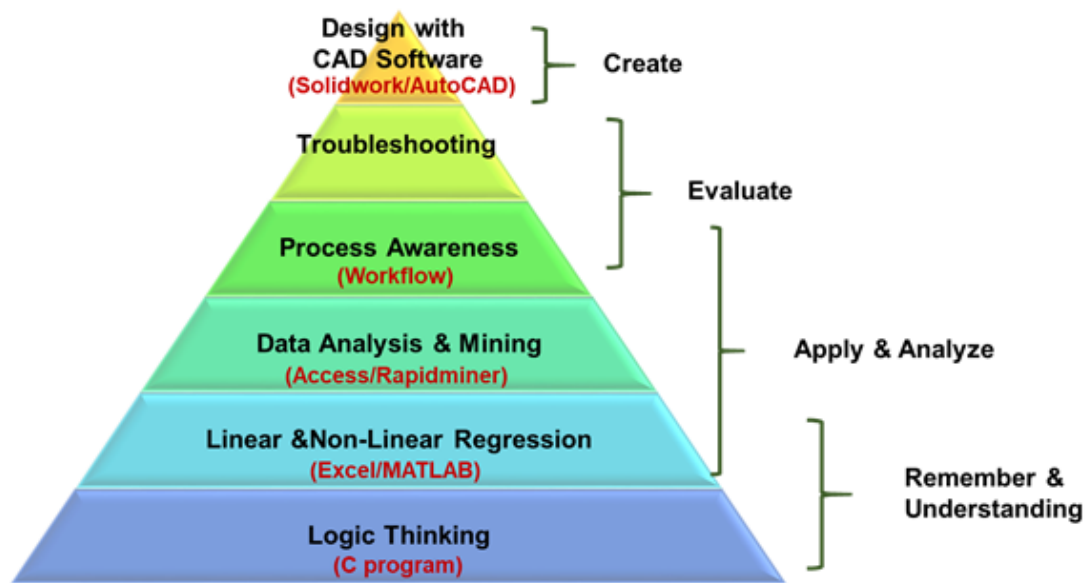 Design with
CAD Software
(Solidwork/AutoCAD)
Create
Troubleshooting
Evaluate
Process Awareness
(Workflow)
Data Analysis & Mining
(Access/Rapidminer)
Apply & Analyze
Linear &Non-Linear Regression
(Excel/MATLAB)
Remember &
Understanding
Logic Thinking
(C program)